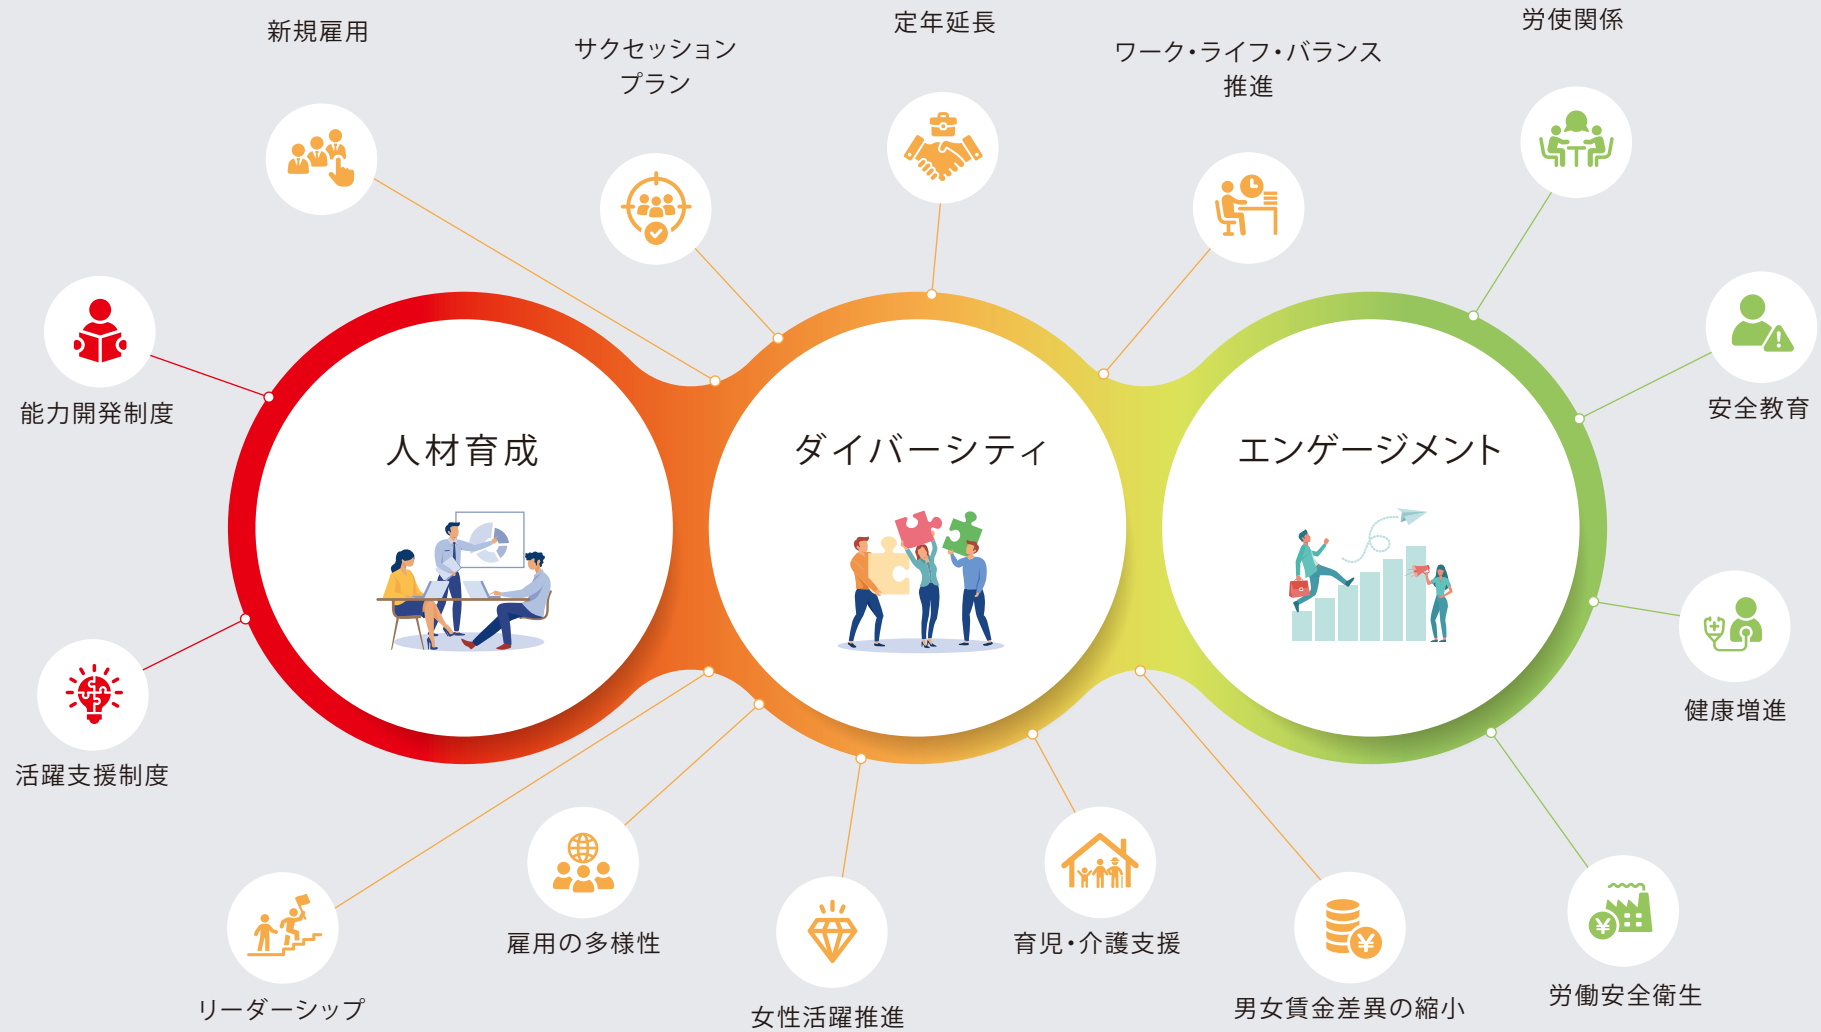 新規雇用
サクセッション
プラン
定年延長
ワーク・ライフ・バランス
推進
労使関係
能力開発制度
安全教育
人材育成
ダイバーシティ
エンゲージメント
活躍支援制度
健康増進
リーダーシップ
雇用の多様性
女性活躍推進
育児・介護支援
男女賃金差異の縮小
労働安全衛生
¥
¥